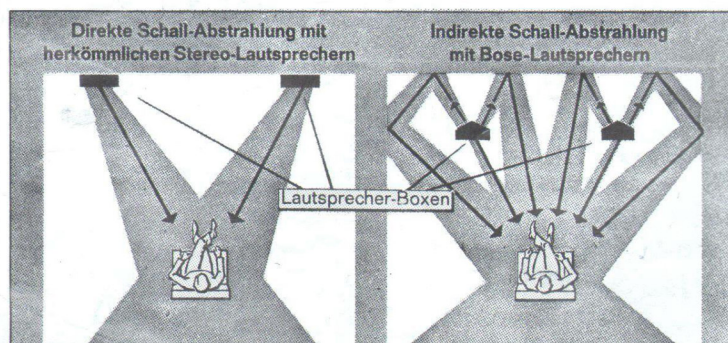 Direkte Schall-Abstrahlung mit
herkömmlichen Stereo-Lautsprechern
Indirekte Schall-Abstrahlung
mit Bose-Lautsprechern
Lautsprecher-Boxen